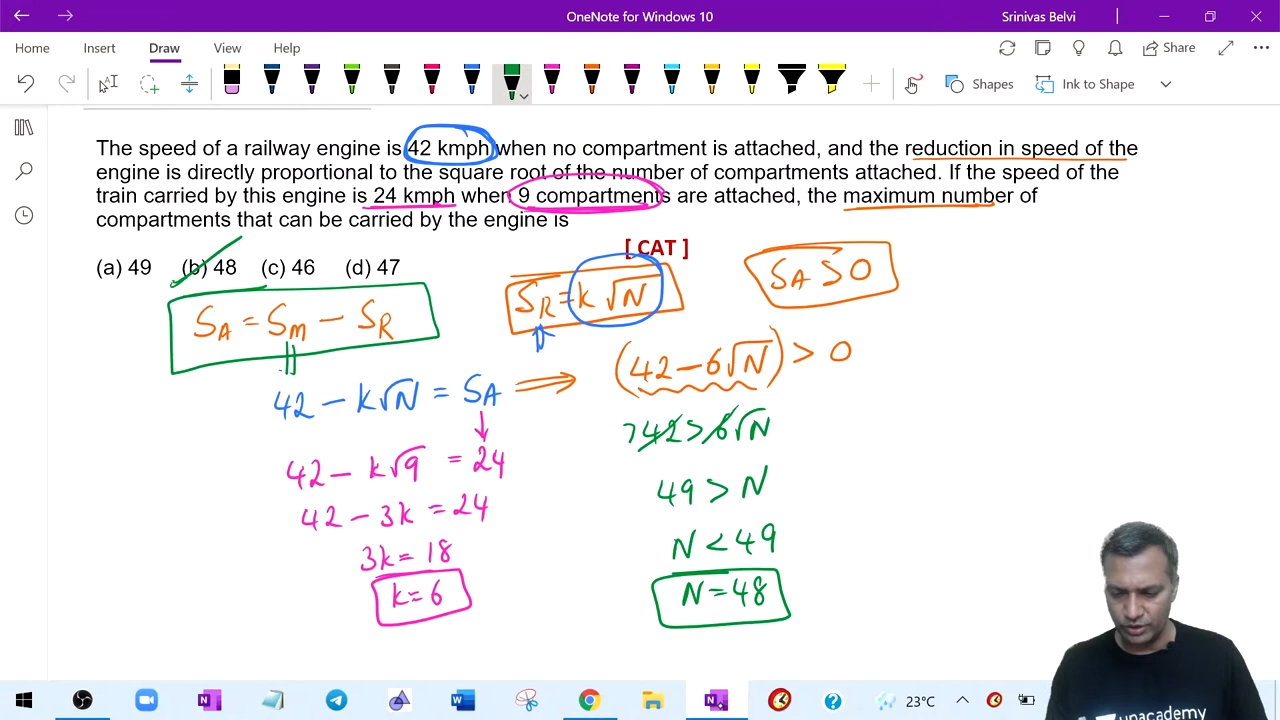 OneNote for Windows 10
Srinivas Belvi
Home Insert Draw View Help
Share
Shapes
Ink to Shape
The speed of a railway engine is 42 kmph when no compartment is attached, and the reduction in speed of the
engine is directly proportional to the square root of the number of compartments attached. If the speed of the
train carried by this engine is 24 kmph when 9 compartments are attached, the maximum number of
compartments that can be carried by the engine is
[ CAT ]
(a) 49 (b) 48 (c) 46 (d) 47
S_A = S_m - S_R
S_R = k√N
S_A > 0
42 - k√N = S_A ⟹ (42 - 6√N) > 0
42 - k√9 = 24
42 - 3k = 24
3k = 18
k = 6
742 > 6√N
49 > N
N < 49
N = 48
23°C
unacademy